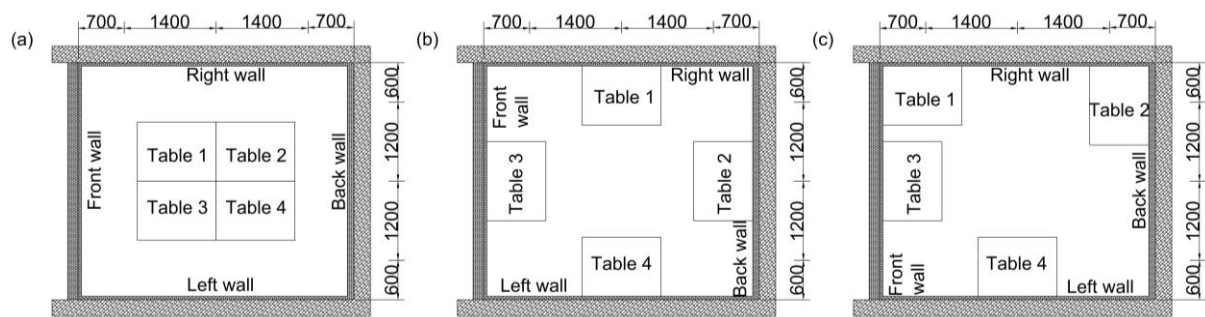 (a)
700 1400 1400 700
Right wall
Front wall
Table 1 Table 2
Table 3 Table 4
Back wall
Left wall
600
1200
1200
600
(b)
700 1400 1400 700
Right wall
Front
wall
Table 1
Table 3
Table 2
Table 4
Left wall
Back wall
600
1200
1200
600
(c)
700 1400 1400 700
Right wall
Table 1
Table 2
Table 3
Back wall
Front
wall
Table 4
Left wall
600
1200
1200
600